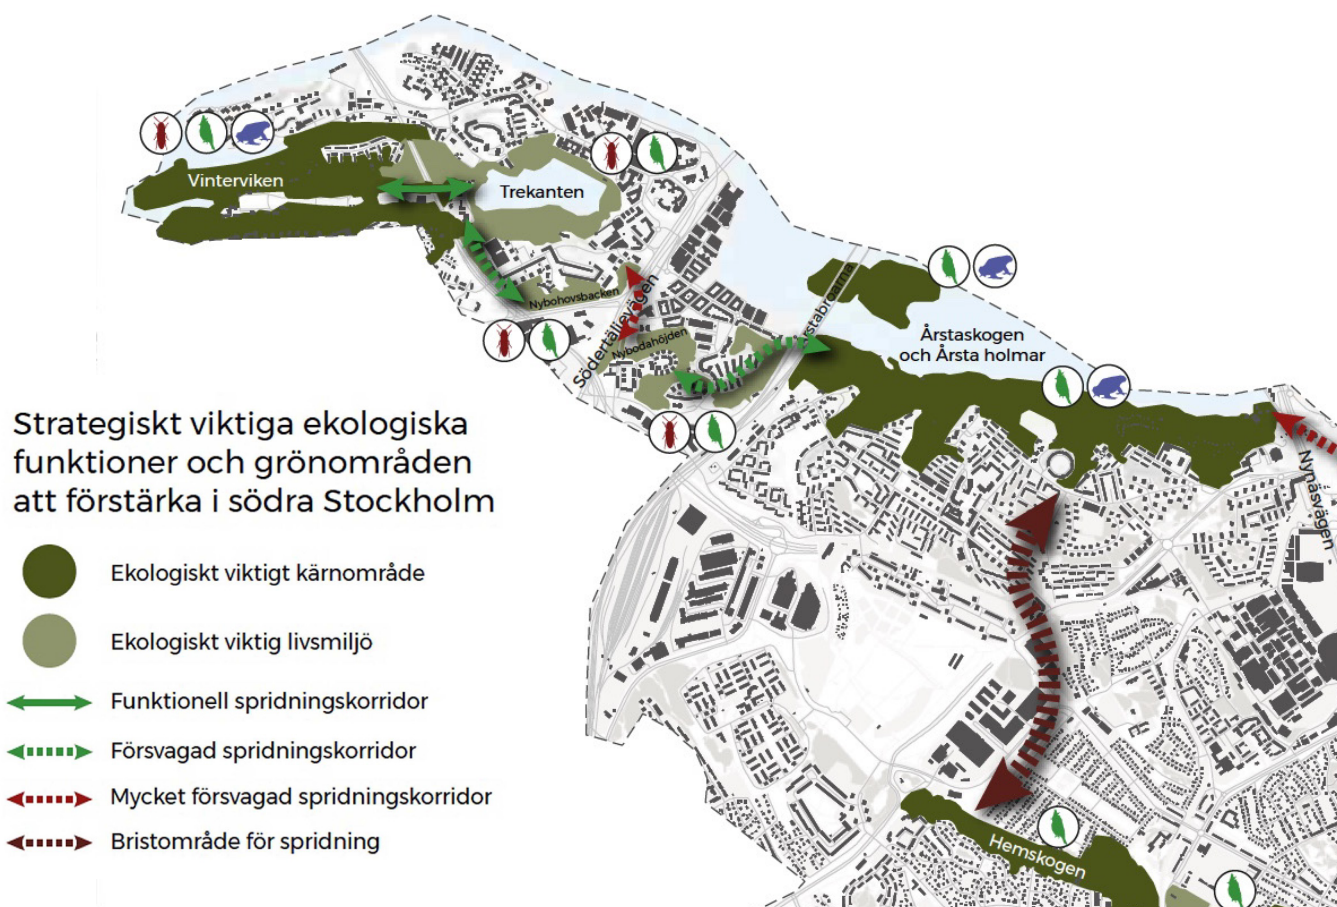 Vinterviken
Trekanten
Nybohovsbacken
Södertäljevägen
Nybodahöjden
Årstaskogen
och Årsta holmar
Nynäsvägen
Strategiskt viktiga ekologiska
funktioner och grönområden
att förstärka i södra Stockholm
Ekologiskt viktigt kärnområde
Ekologiskt viktig livsmiljö
Funktionell spridningskorridor
Försvagad spridningskorridor
Mycket försvagad spridningskorridor
Bristområde för spridning
Hemskogen